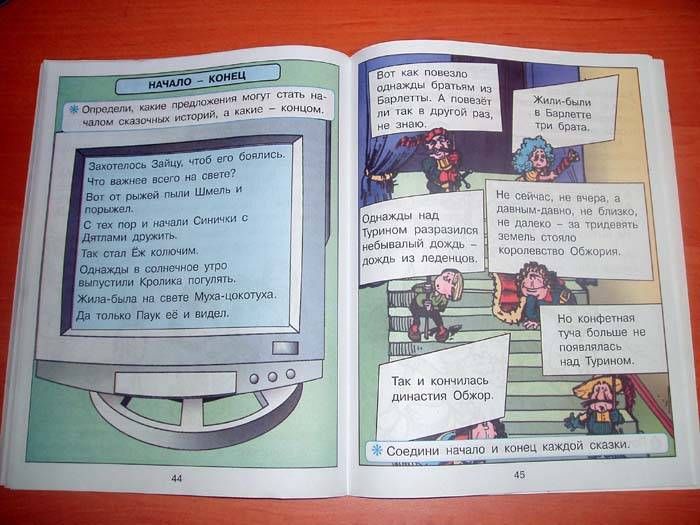 НАЧАЛО – КОНЕЦ
Определи, какие предложения могут стать на-
чалом сказочных историй, а какие – концом.
Захотелось Зайцу, чтоб его боялись.
Что важнее всего на свете?
Вот от рыжей пыли Шмель и
порыжел.
С тех пор и начали Синички с
Дятлами дружить.
Так стал Ёж колючим.
Однажды в солнечное утро
выпустили Кролика погулять.
Жила-была на свете Муха-цокотуха.
Да только Паук её и видел.
44
Вот как повезло
однажды братьям из
Барлетты. А повезёт
ли так в другой раз,
не знаю.
Жили-были
в Барлетте
три брата.
Однажды над
Турином разразился
небывалый дождь –
дождь из леденцов.
Не сейчас, не вчера, а
давным-давно, не близко,
не далеко – за тридевять
земель стояло
королевство Обжория.
Но конфетная
туча больше не
появлялась
над Турином.
Так и кончилась
династия Обжор.
Соедини начало и конец каждой сказки.
45